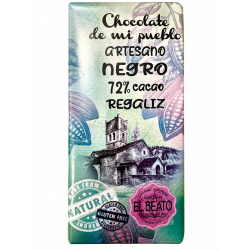 Chocolate
de mi pueblo
ARTESANO
NEGRO
72% cacao
REGALIZ
NATURAL
GLUTEN FREE
EL BEATO